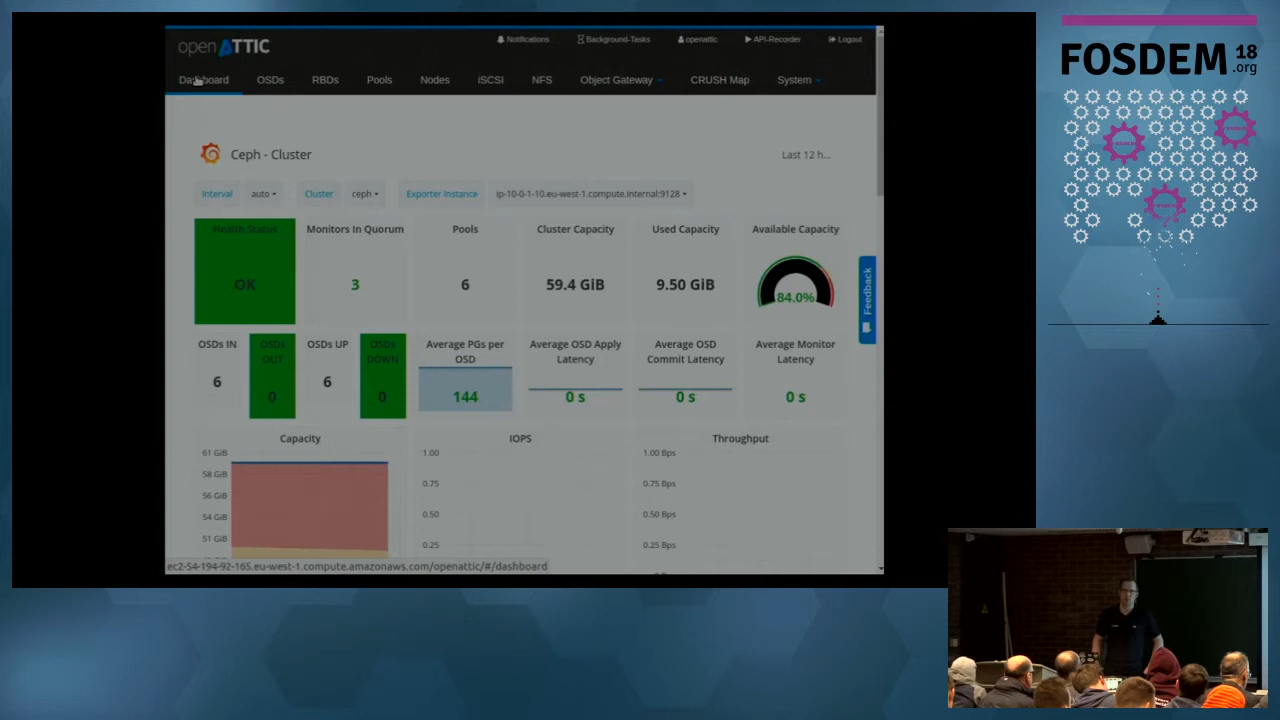 openATTIC
Notifications
Background-Tasks
openattic
API-Recorder
Logout
Dashboard
OSDs
RBDs
Pools
Nodes
iSCSI
NFS
Object Gateway
CRUSH Map
System
Ceph - Cluster
Last 12 h...
Interval
auto
Cluster
ceph
Exporter Instance
ip-10-0-1-10.eu-west-1.compute.internal:9128
Health Status
OK
Monitors In Quorum
3
Pools
6
Cluster Capacity
59.4 GiB
Used Capacity
9.50 GiB
Available Capacity
84.0%
Feedback
OSDs IN
6
OSDs
OUT
0
OSDs UP
6
OSDs
DOWN
0
Average PGs per
OSD
144
Average OSD Apply
Latency
0 s
Average OSD
Commit Latency
0 s
Average Monitor
Latency
0 s
Capacity
61 GiB
58 GiB
56 GiB
54 GiB
51 GiB
IOPS
1.00
0.75
0.50
0.25
Throughput
1.00 Bps
0.75 Bps
0.50 Bps
0.25 Bps
ec2-54-194-92-165.eu-west-1.compute.amazonaws.com/openattic/#/dashboard
FOSDEM 18
.org